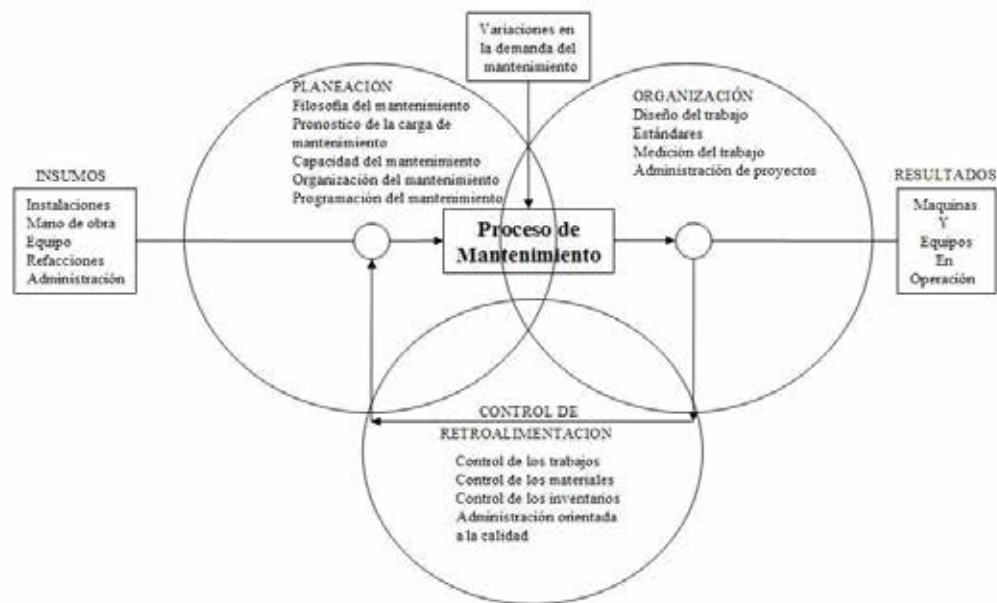 Variaciones en
la demanda del
mantenimiento
PLANEACIÓN
Filosofía del mantenimiento
Pronostico de la carga de
mantenimiento
Capacidad del mantenimiento
Organización del mantenimiento
Programación del mantenimiento
ORGANIZACIÓN
Diseño del trabajo
Estándares
Medición del trabajo
Administración de proyectos
INSUMOS
Instalaciones
Mano de obra
Equipo
Refacciones
Administración
Proceso de
Mantenimiento
RESULTADOS
Maquinas
Y
Equipos
En
Operación
CONTROL DE
RETROALIMENTACION
Control de los trabajos
Control de los materiales
Control de los inventarios
Administración orientada
a la calidad